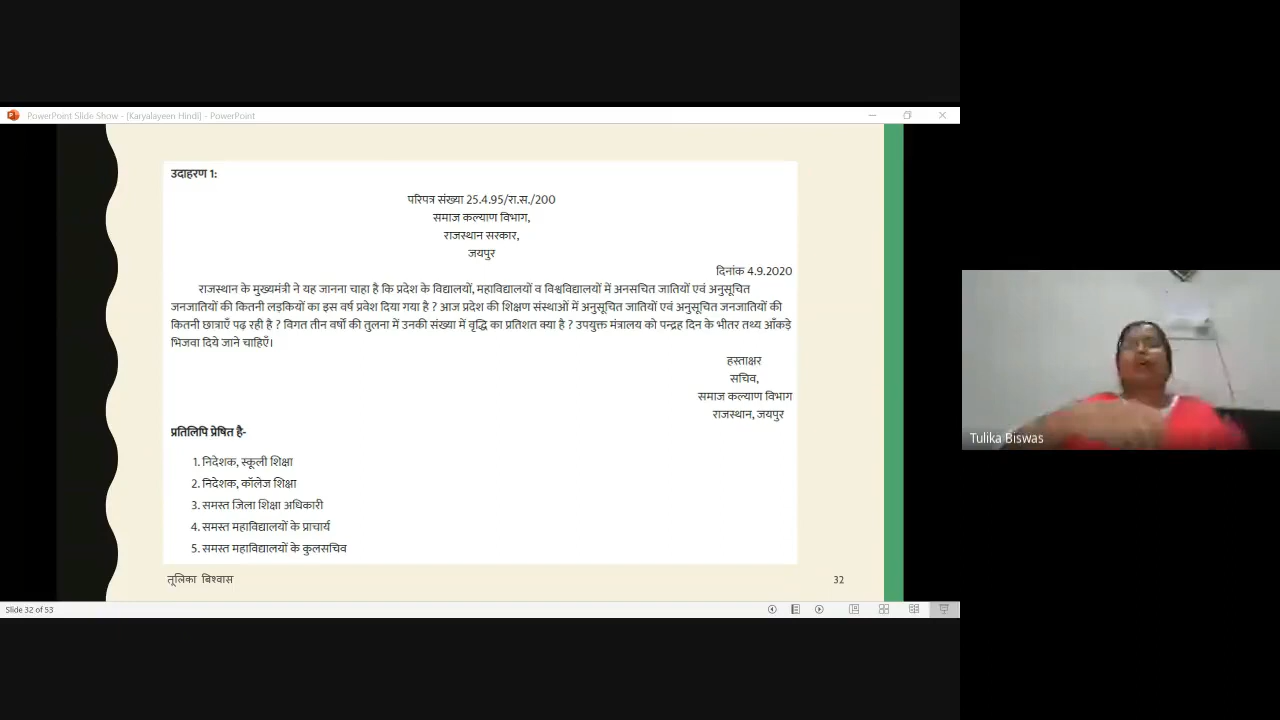 PowerPoint Slide Show - [Karyalayeen Hindi] - PowerPoint
उदाहरण 1:
परिपत्र संख्या 25.4.95/रा.स./200
समाज कल्याण विभाग,
राजस्थान सरकार,
जयपुर
दिनांक 4.9.2020
राजस्थान के मुख्यमंत्री ने यह जानना चाहा है कि प्रदेश के विद्यालयों, महाविद्यालयों व विश्वविद्यालयों में अनसचित जातियों एवं अनुसूचित
जनजातियों की कितनी लड़कियों का इस वर्ष प्रवेश दिया गया है ? आज प्रदेश की शिक्षण संस्थाओं में अनुसूचित जातियों एवं अनुसूचित जनजातियों की
कितनी छात्राएँ पढ़ रही है ? विगत तीन वर्षो की तुलना में उनकी संख्या में वृद्धि का प्रतिशत क्या है ? उपयुक्त मंत्रालय को पन्द्रह दिन के भीतर तथ्य आँकड़े
भिजवा दिये जाने चाहिएँ।
हस्ताक्षर
सचिव,
समाज कल्याण विभाग
राजस्थान, जयपुर
प्रतिलिपि प्रेषित है-
1. निदेशक, स्कूली शिक्षा
2. निदेशक, कॉलेज शिक्षा
3. समस्त जिला शिक्षा अधिकारी
4. समस्त महाविद्यालयों के प्राचार्य
5. समस्त महाविद्यालयों के कुलसचिव
तूलिका बिश्वास
32
Slide 32 of 53
Tulika Biswas